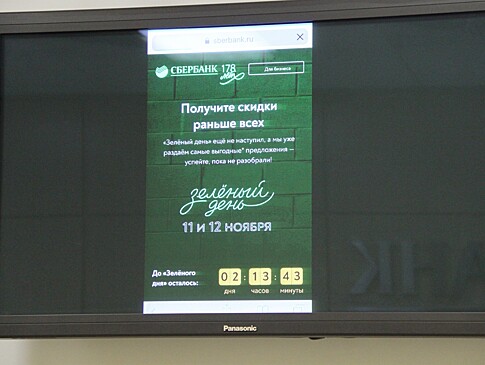 sberbank.ru
СБЕРБАНК 178 лет
Для бизнеса
Получите скидки
раньше всех
«Зелёный день» ещё не наступил, а мы уже
раздаём самые выгодные* предложения —
успейте, пока не разобрали!
зелёный
день
11 и 12 НОЯБРЯ
До «Зелёного
дня» осталось:
02 : 13 : 43
дня часов минуты
Panasonic